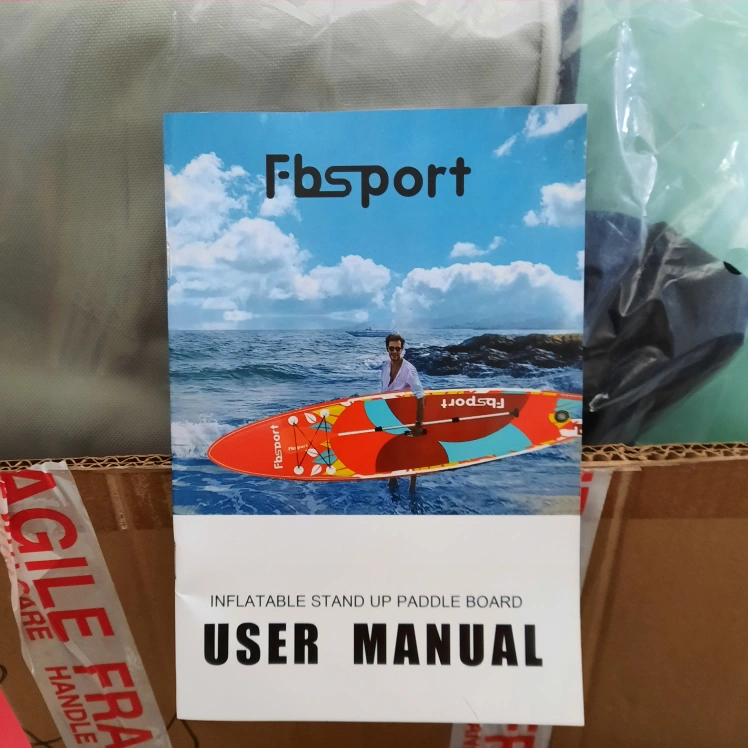 Fbsport
Fbsport
Fbsport
INFLATABLE STAND UP PADDLE BOARD
USER MANUAL
AGILE FRA
CARE
HANDLE